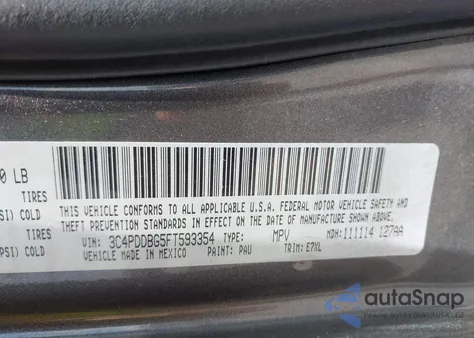 0 LB
TIRES
SI) COLD
TIRES
PSI) COLD
THIS VEHICLE CONFORMS TO ALL APPLICABLE U.S.A. FEDERAL MOTOR VEHICLE SAFETY AND
THEFT PREVENTION STANDARDS IN EFFECT ON THE DATE OF MANUFACTURE SHOWN ABOVE.
VIN: 3C4PDDBG5FT593354 TYPE: MPV MDH: 111114 127AA
VEHICLE MADE IN MEXICO PAINT: PAU TRIM: E7XL
autoSnap